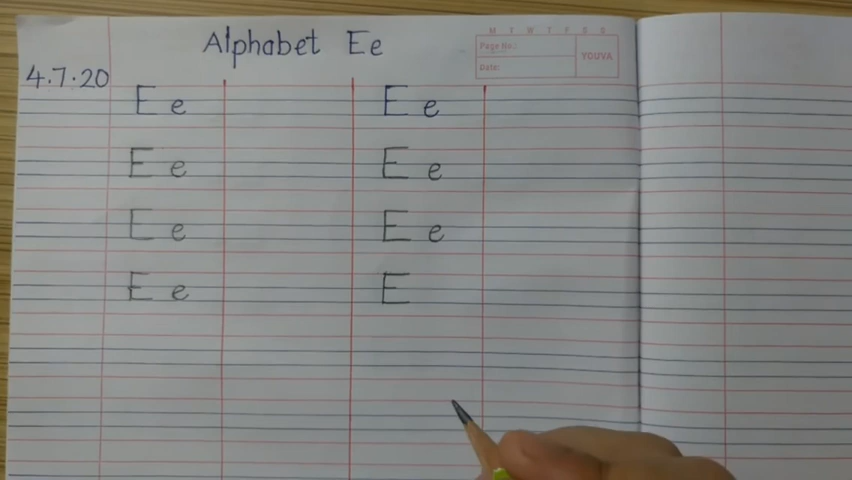 M T W T F S S
Alphabet Ee
Page No.:
YOUVA
Date:
4.7.20
E e E e
E e E e
E e E e
E e E